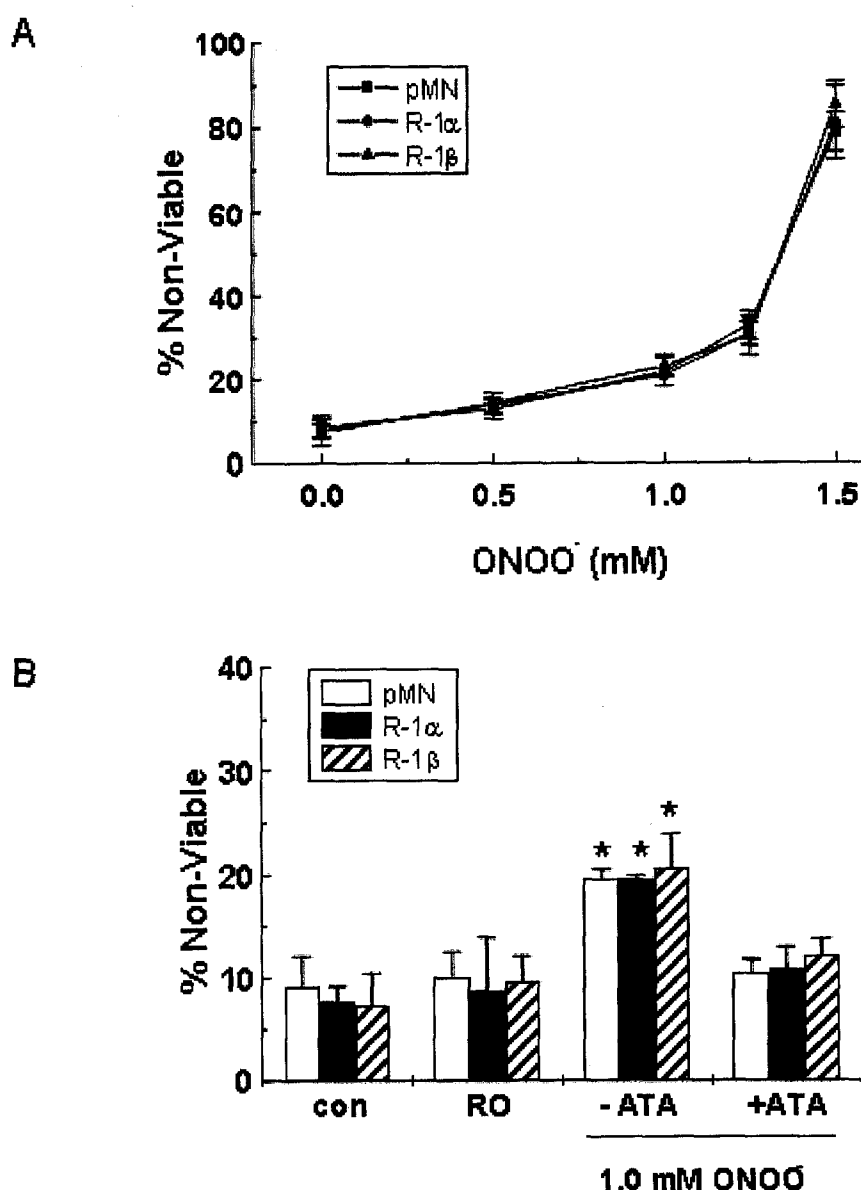 A
% Non-Viable
100
80
60
40
20
0
pMN
R-1α
R-1β
0.0 0.5 1.0 1.5
ONOO⁻ (mM)
B
% Non-Viable
40
30
20
10
0
pMN
R-1α
R-1β
* * *
con RO - ATA +ATA
1.0 mM ONOO⁻